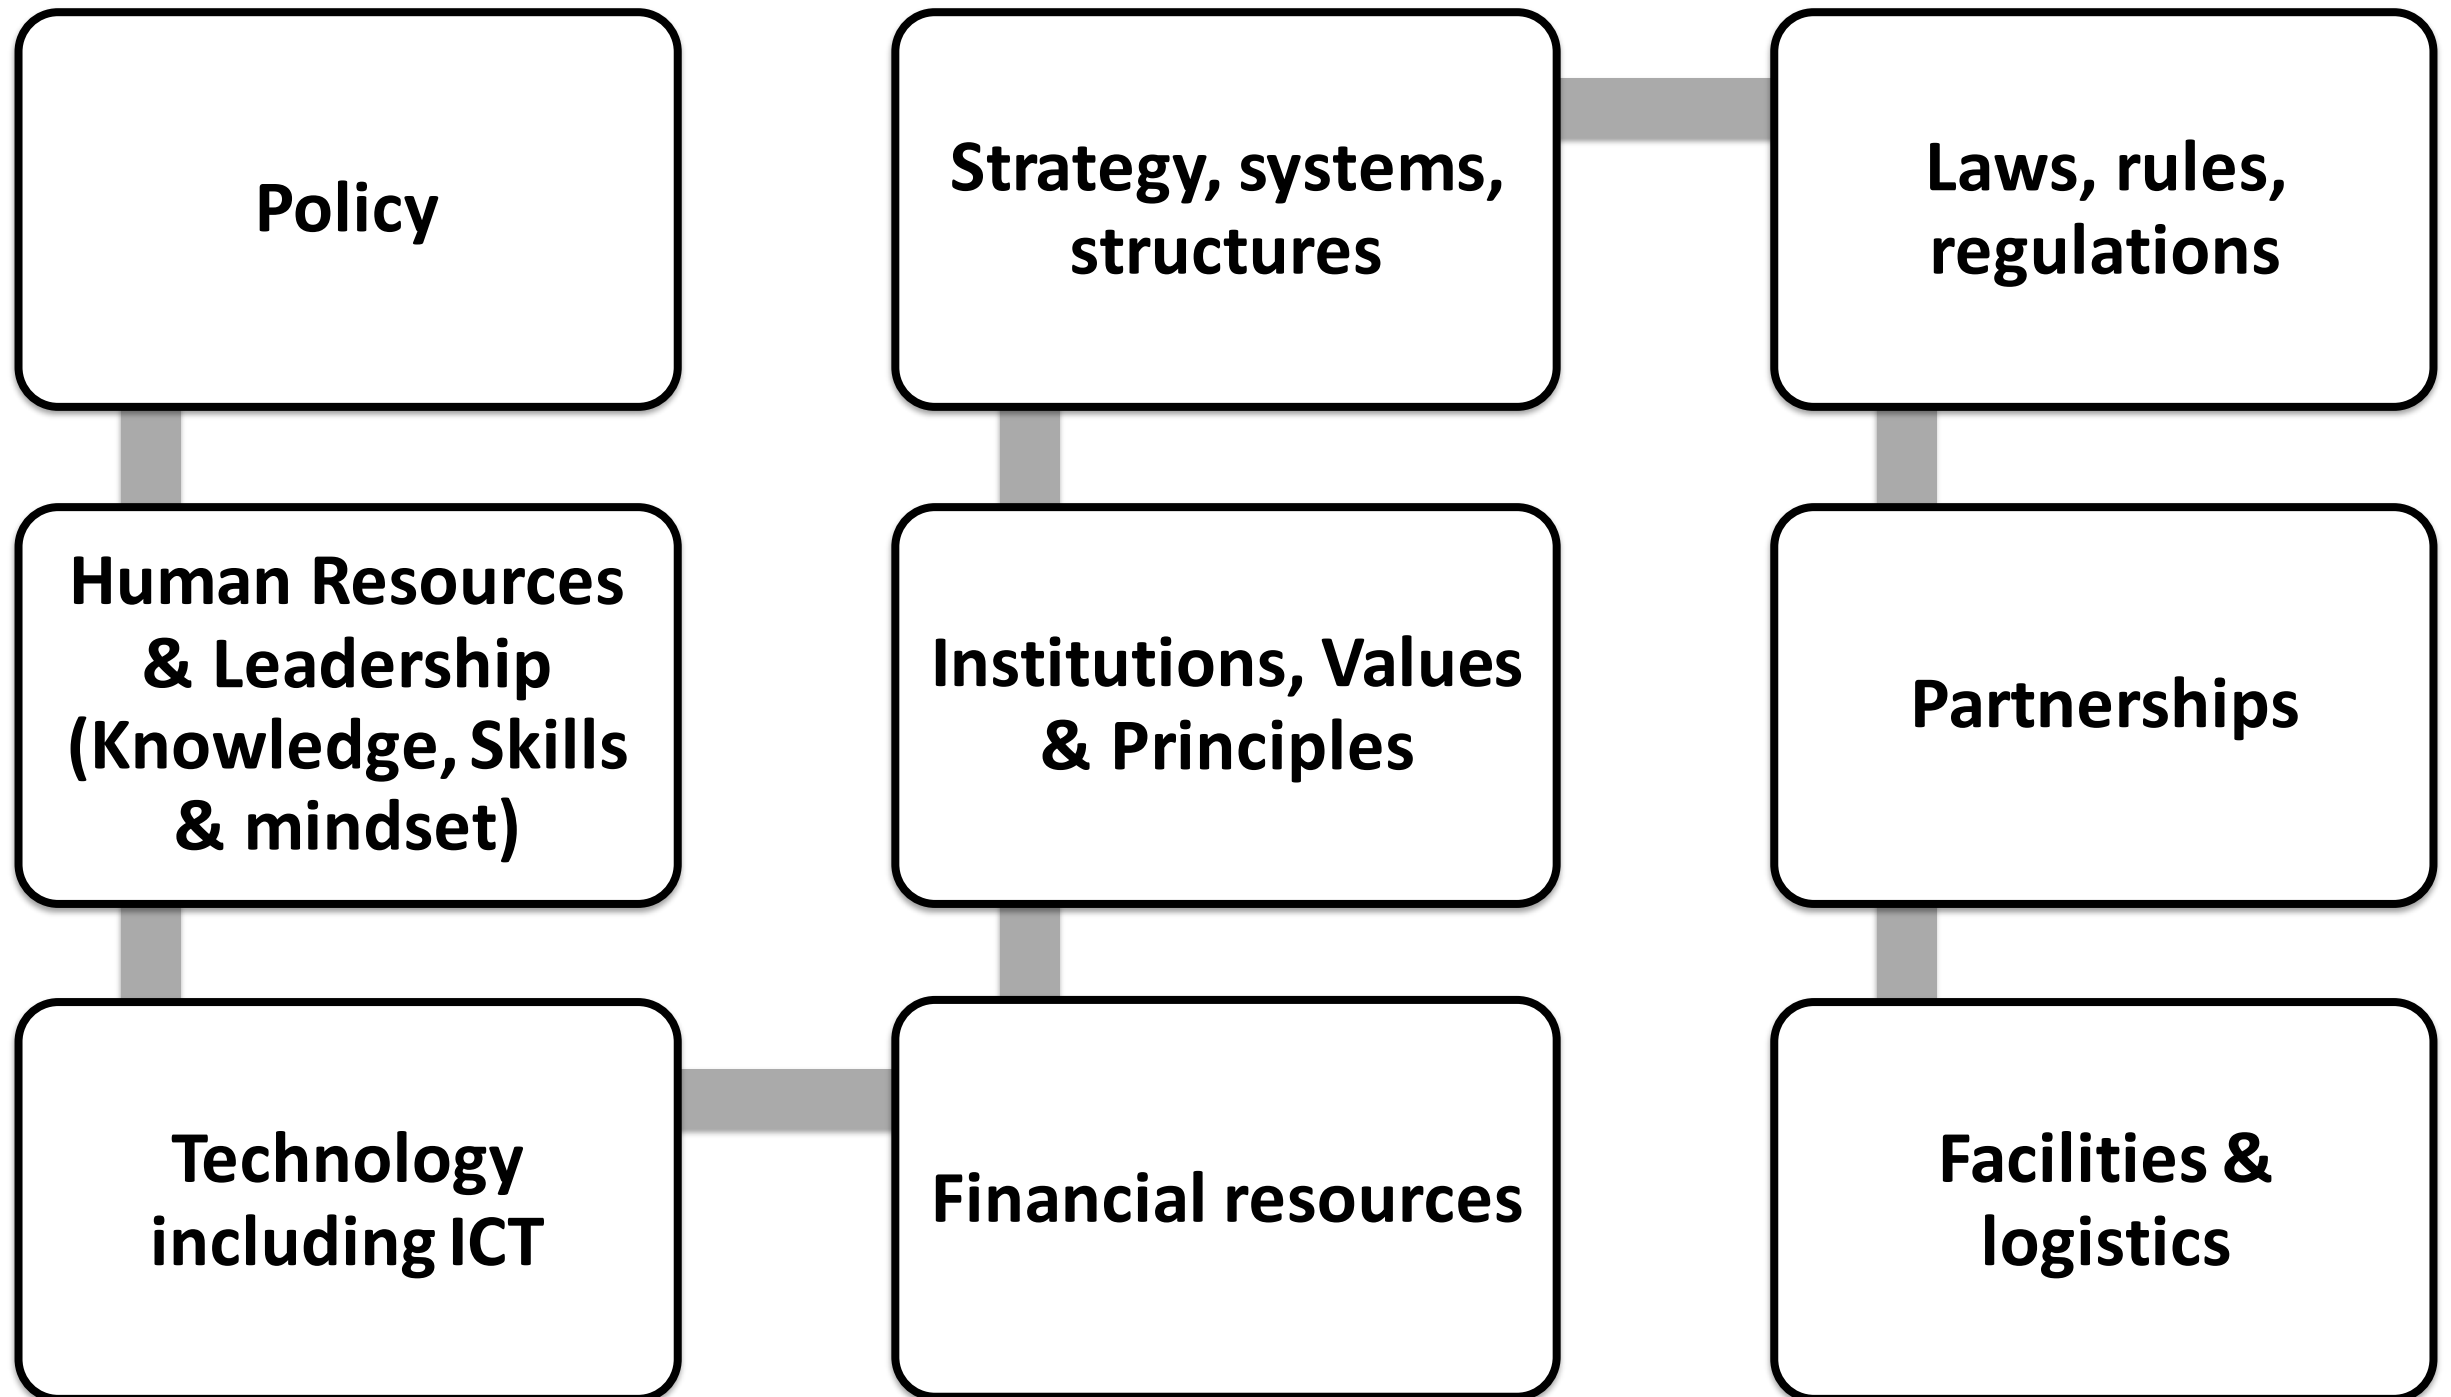 Policy
Human Resources
& Leadership
(Knowledge, Skills
& mindset)
Technology
including ICT
Financial resources
Institutions, Values
& Principles
Strategy, systems,
structures
Laws, rules,
regulations
Partnerships
Facilities &
logistics